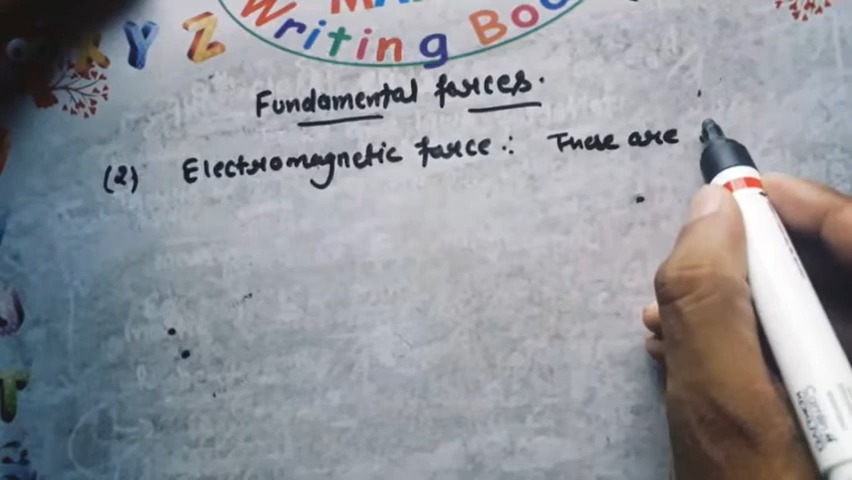 Y Z
Writing Boo
Fundamental forces.
(2) Electromagnetic force :. These are